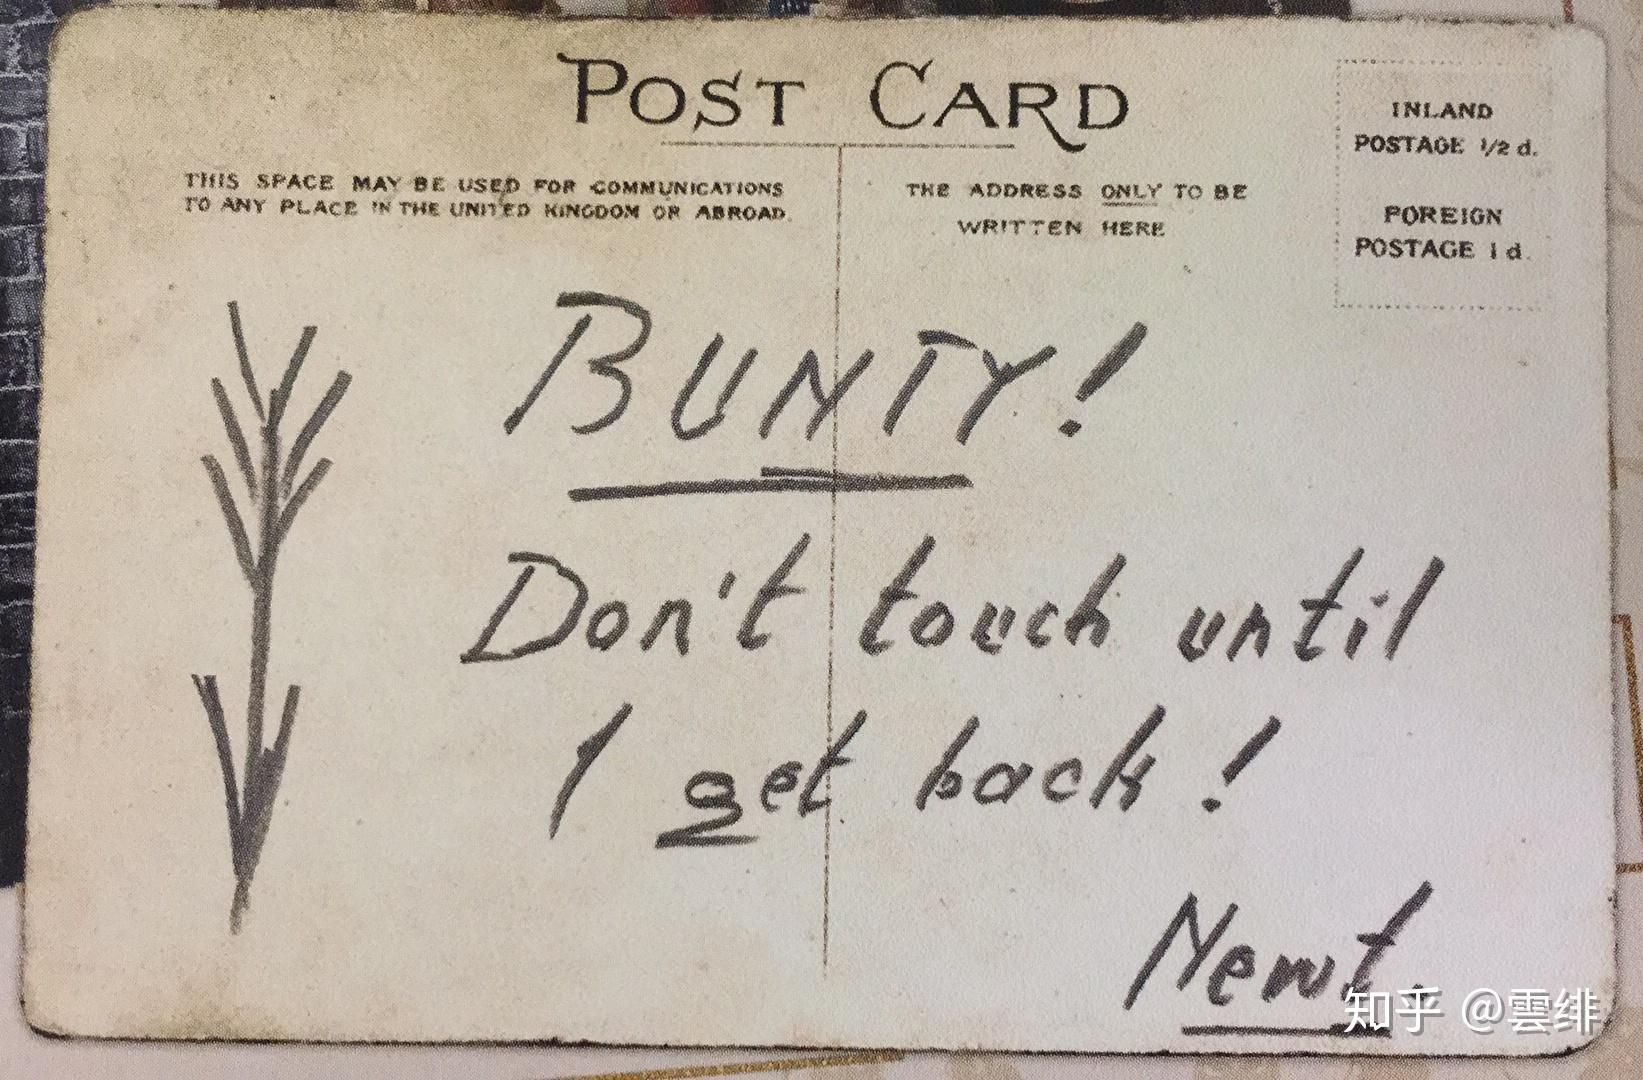 POST CARD
THIS SPACE MAY BE USED FOR COMMUNICATIONS
TO ANY PLACE IN THE UNITED KINGDOM OR ABROAD.
THE ADDRESS ONLY TO BE
WRITTEN HERE
INLAND
POSTAGE 1/2 d.
FOREIGN
POSTAGE 1 d.
BUNTY!
Don't touch until
I get back!
Newt.
知乎 @雲绯